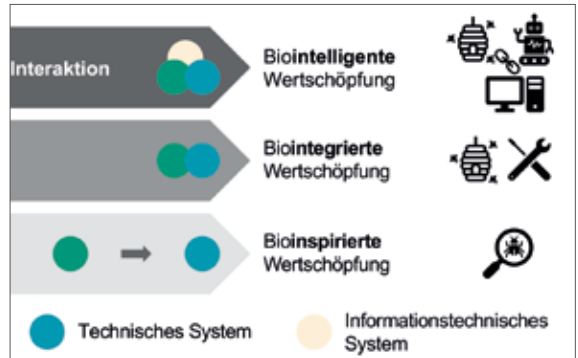 Interaktion
Biointelligente
Wertschöpfung
Biointegrierte
Wertschöpfung
Bioinspirierte
Wertschöpfung
Technisches System
Informationstechnisches
System